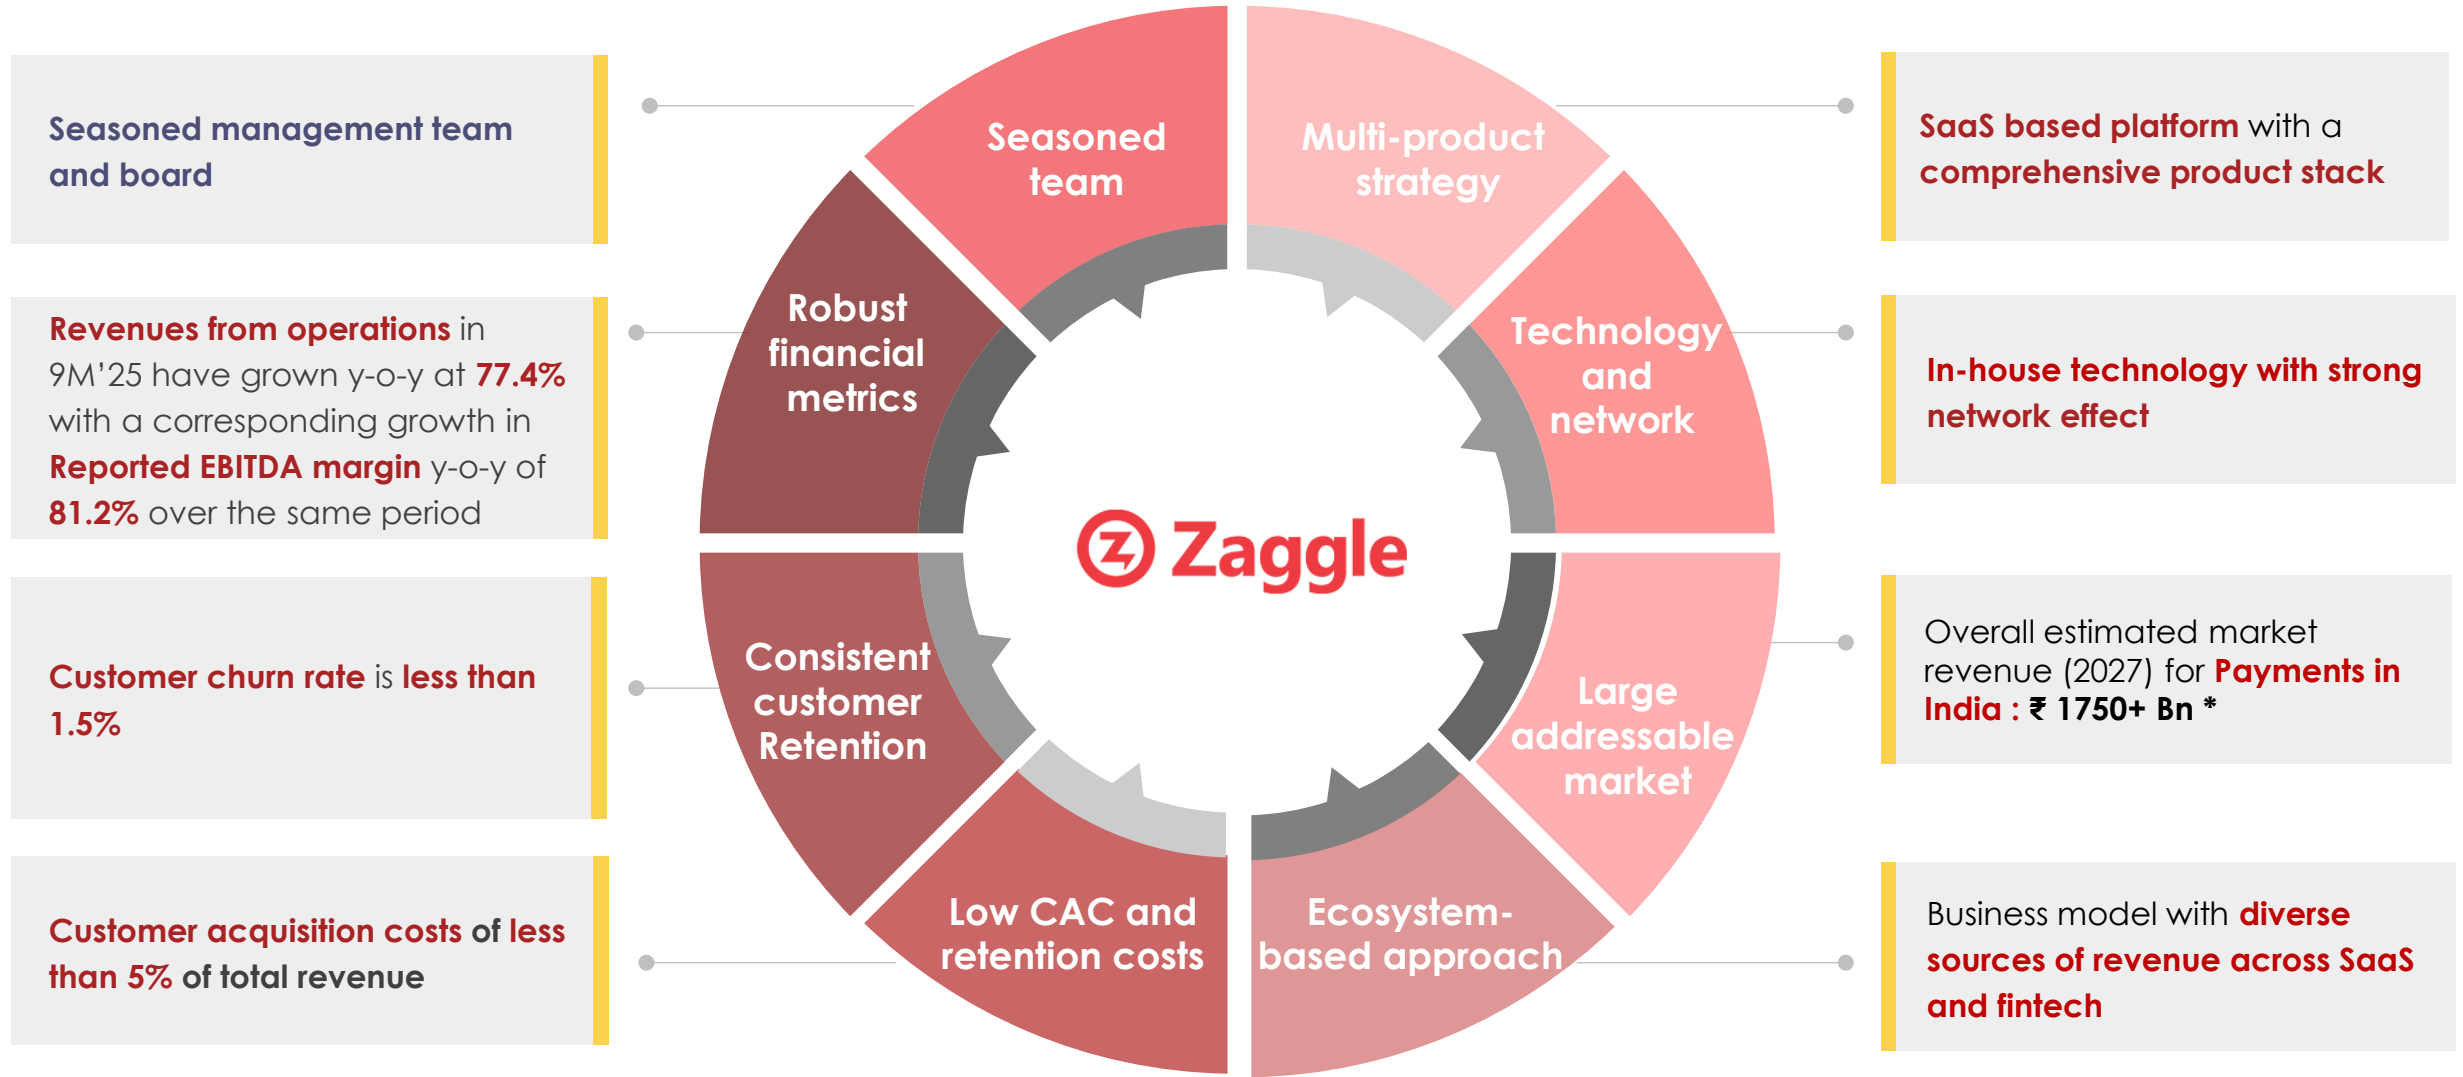 Seasoned management team
and board
Revenues from operations in
9M’25 have grown y-o-y at 77.4%
with a corresponding growth in
Reported EBITDA margin y-o-y of
81.2% over the same period
Customer churn rate is less than
1.5%
Customer acquisition costs of less
than 5% of total revenue
Seasoned
team
Multi-product
strategy
Robust
financial
metrics
Technology
and
network
Zaggle
Consistent
customer
Retention
Large
addressable
market
Low CAC and
retention costs
Ecosystem-
based approach
SaaS based platform with a
comprehensive product stack
In-house technology with strong
network effect
Overall estimated market
revenue (2027) for Payments in
India : ₹ 1750+ Bn *
Business model with diverse
sources of revenue across SaaS
and fintech